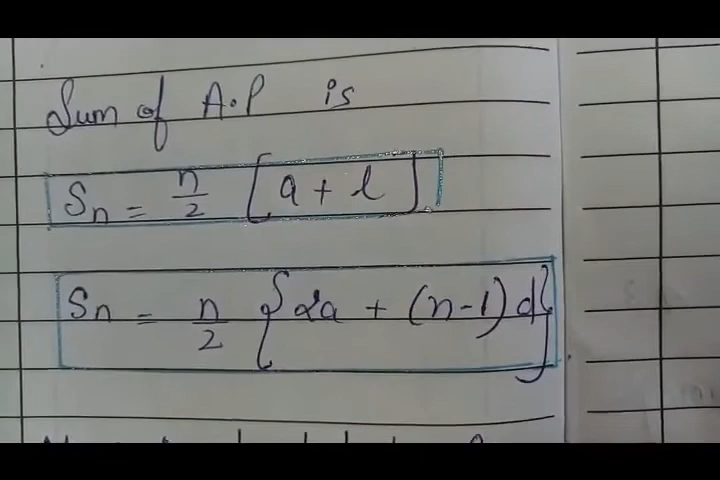 Sum of A.P is
Sn = n/2 [a + l]
Sn = n/2 {2a + (n-1)d}